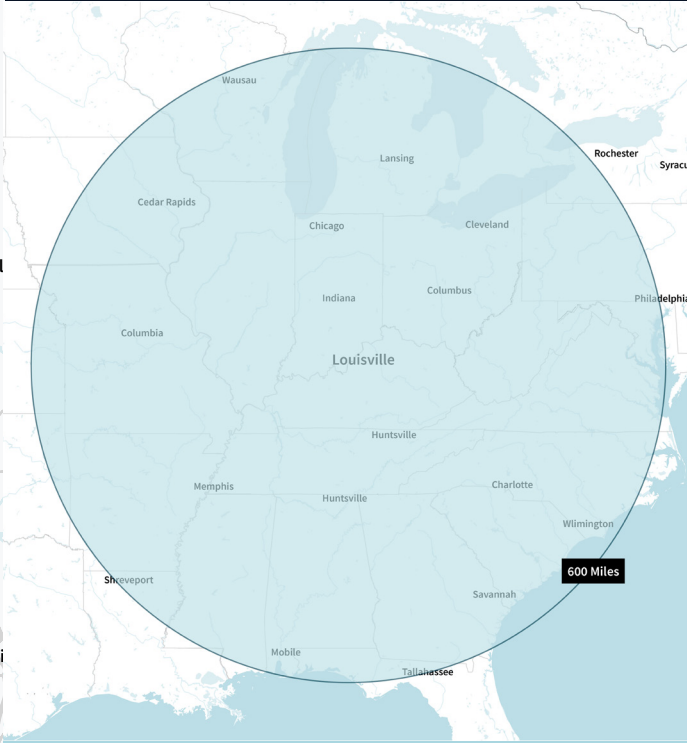 Wausau
Rochester
Lansing
Syracu
Cedar Rapids
Chicago
Cleveland
Columbus
Indiana
Philadelphia
Columbia
Louisville
Huntsville
Memphis
Charlotte
Huntsville
Wlimington
600 Miles
Shreveport
Savannah
Mobile
Tallahassee